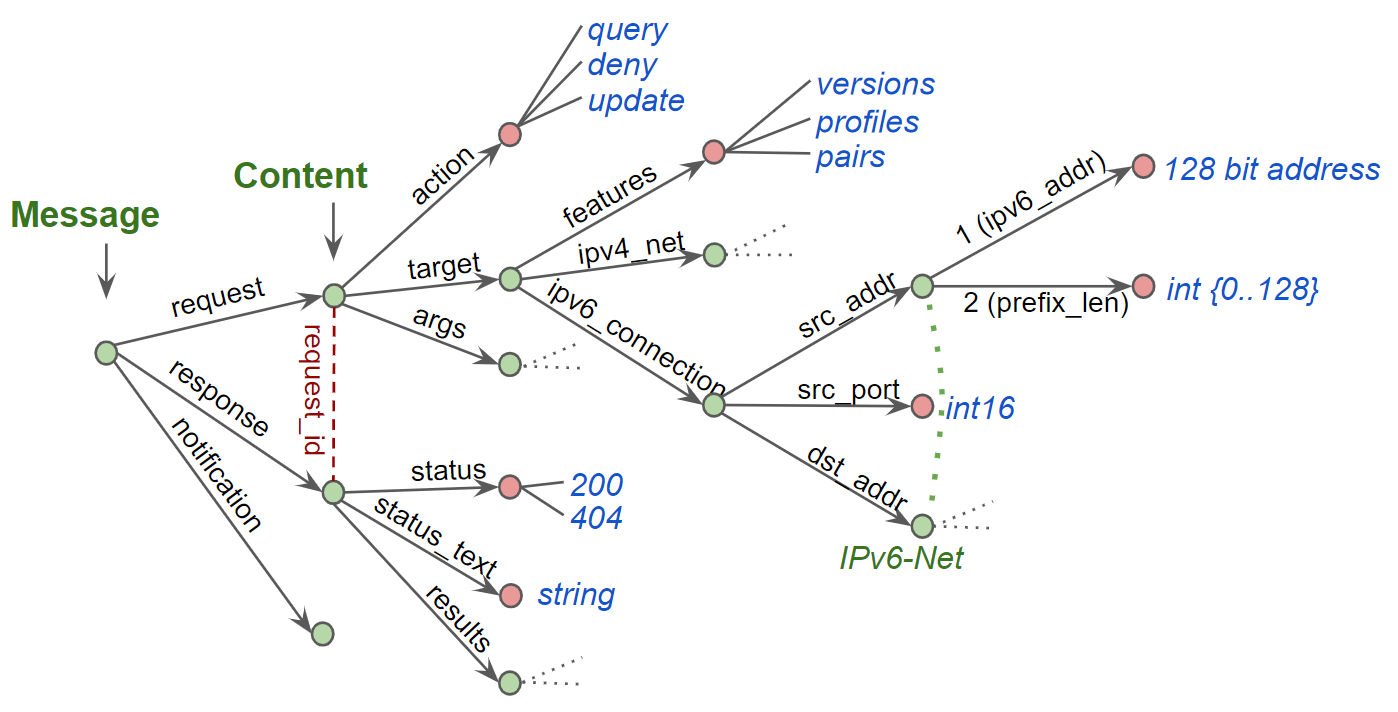 query
deny
update
versions
profiles
pairs
action
features
1 (ipv6_addr)
128 bit address
Content
Message
target
ipv4_net
request
ipv6_connection
src_addr
2 (prefix_len)
int {0..128}
args
request_id
response
src_port
int16
notification
status
200
404
dst_addr
status_text
IPv6-Net
string
results